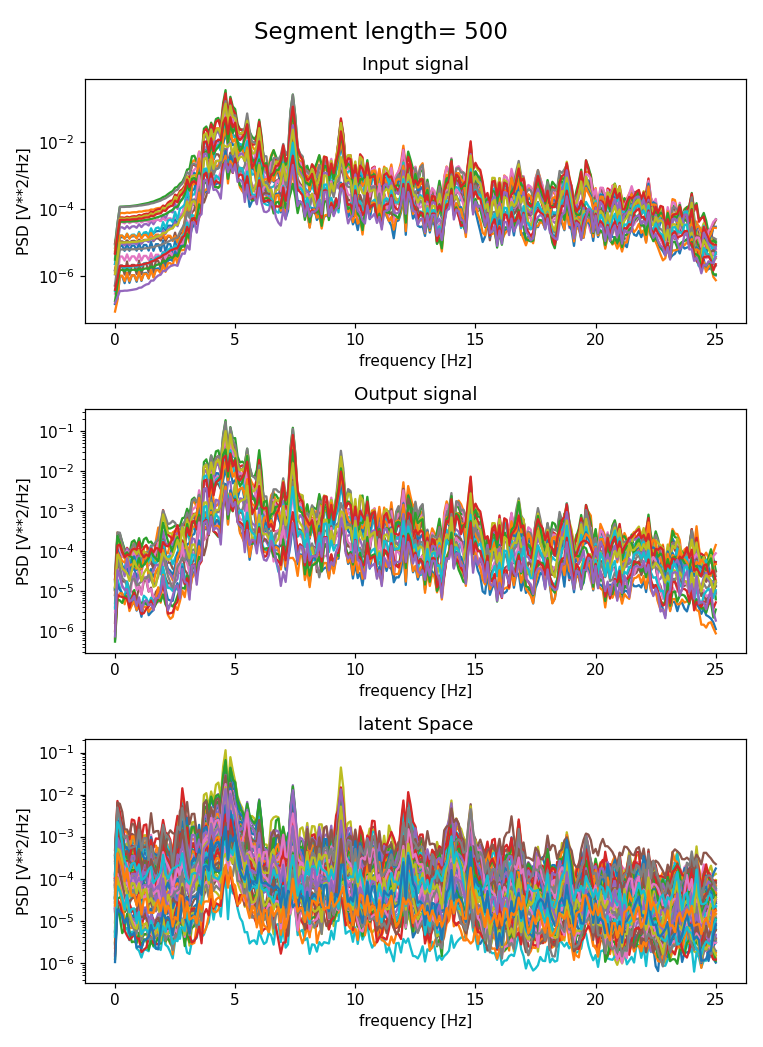 Segment length= 500
Input signal
PSD [V**2/Hz]
10⁻²
10⁻⁴
10⁻⁶
0 5 10 15 20 25
frequency [Hz]
Output signal
PSD [V**2/Hz]
10⁻¹
10⁻²
10⁻³
10⁻⁴
10⁻⁵
10⁻⁶
0 5 10 15 20 25
frequency [Hz]
latent Space
PSD [V**2/Hz]
10⁻¹
10⁻²
10⁻³
10⁻⁴
10⁻⁵
10⁻⁶
0 5 10 15 20 25
frequency [Hz]